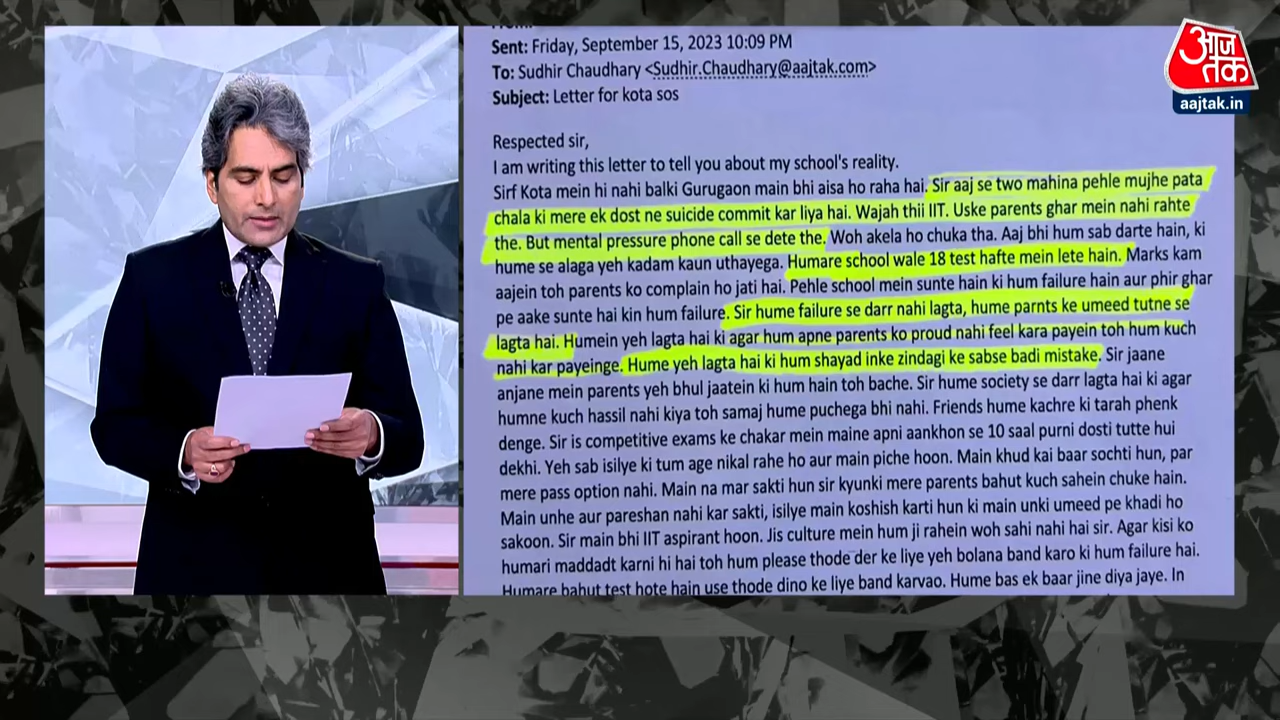 Sent: Friday, September 15, 2023 10:09 PM
To: Sudhir Chaudhary <Sudhir.Chaudhary@aajtak.com>
Subject: Letter for kota sos
Respected sir,
I am writing this letter to tell you about my school's reality.
Sirf Kota mein hi nahi balki Gurugaon main bhi aisa ho raha hai. Sir aaj se two mahina pehle mujhe pata
chala ki mere ek dost ne suicide commit kar liya hai. Wajah thii IIT. Uske parents ghar mein nahi rahte
the. But mental pressure phone call se dete the. Woh akela ho chuka tha. Aaj bhi hum sab darte hain, ki
hume se alaga yeh kadam kaun uthayega. Humare school wale 18 test hafte mein lete hain. Marks kam
aajein toh parents ko complain ho jati hai. Pehle school mein sunte hain ki hum failure hain aur phir ghar
pe aake sunte hai kin hum failure. Sir hume failure se darr nahi lagta, hume parnts ke umeed tutne se
lagta hai. Humein yeh lagta hai ki agar hum apne parents ko proud nahi feel kara payein toh hum kuch
nahi kar payeinge. Hume yeh lagta hai ki hum shayad inke zindagi ke sabse badi mistake. Sir jaane
anjane mein parents yeh bhul jaatein ki hum hain toh bache. Sir hume society se darr lagta hai ki agar
humne kuch hassil nahi kiya toh samaj hume puchega bhi nahi. Friends hume kachre ki tarah phenk
denge. Sir is competitive exams ke chakar mein maine apni aankhon se 10 saal purni dosti tutte hui
dekhi. Yeh sab isilye ki tum age nikal rahe ho aur main piche hoon. Main khud kai baar sochti hun, par
mere pass option nahi. Main na mar sakti hun sir kyunki mere parents bahut kuch sahein chuke hain.
Main unhe aur pareshan nahi kar sakti, isilye main koshish karti hun ki main unki umeed pe khadi ho
sakoon. Sir main bhi IIT aspirant hoon. Jis culture mein hum ji rahein woh sahi nahi hai sir. Agar kisi ko
humari maddadt karni hi hai toh hum please thode der ke liye yeh bolana band karo ki hum failure hai.
Humare bahut test hote hain use thode dino ke liye band karvao. Hume bas ek baar jine diya jaye. In
आज तक
aajtak.in